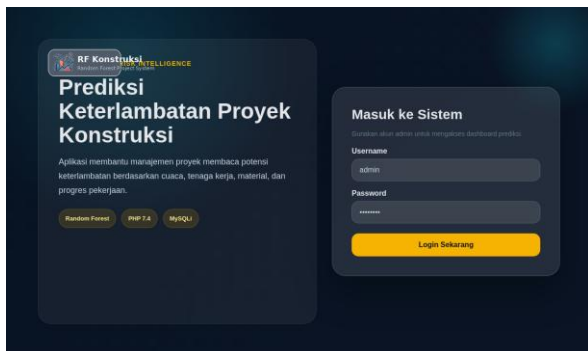 RF Konstruksi
Random Forest Project System
RISK INTELLIGENCE
Prediksi
Keterlambatan Proyek
Konstruksi
Aplikasi membantu manajemen proyek membaca potensi
keterlambatan berdasarkan cuaca, tenaga kerja, material, dan
progres pekerjaan.
Random Forest
PHP 7.4
MySQLi
Masuk ke Sistem
Gunakan akun admin untuk mengakses dashboard prediksi.
Username
admin
Password
••••••••
Login Sekarang